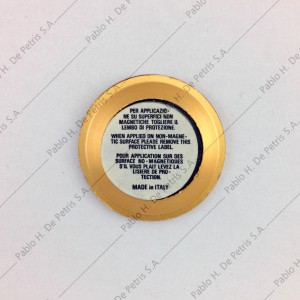 PER APPLICAZIO-
NE SU SUPERFICI NON
MAGNETICHE TOGLIERE IL
LEMBO DI PROTEZIONE.
WHEN APPLIED ON NON-MAGNE-
TIC SURFACE PLEASE REMOVE THIS
PROTECTIVE LABEL.
POUR APPLICATION SUR DES
SURFACE NO-MAGNETIQUES
S'IL VOUS PLAIT LEVEZ LA
LISIERE DE PRO-
TECTION.
MADE in ITALY
Pablo H. De Petris S.A.